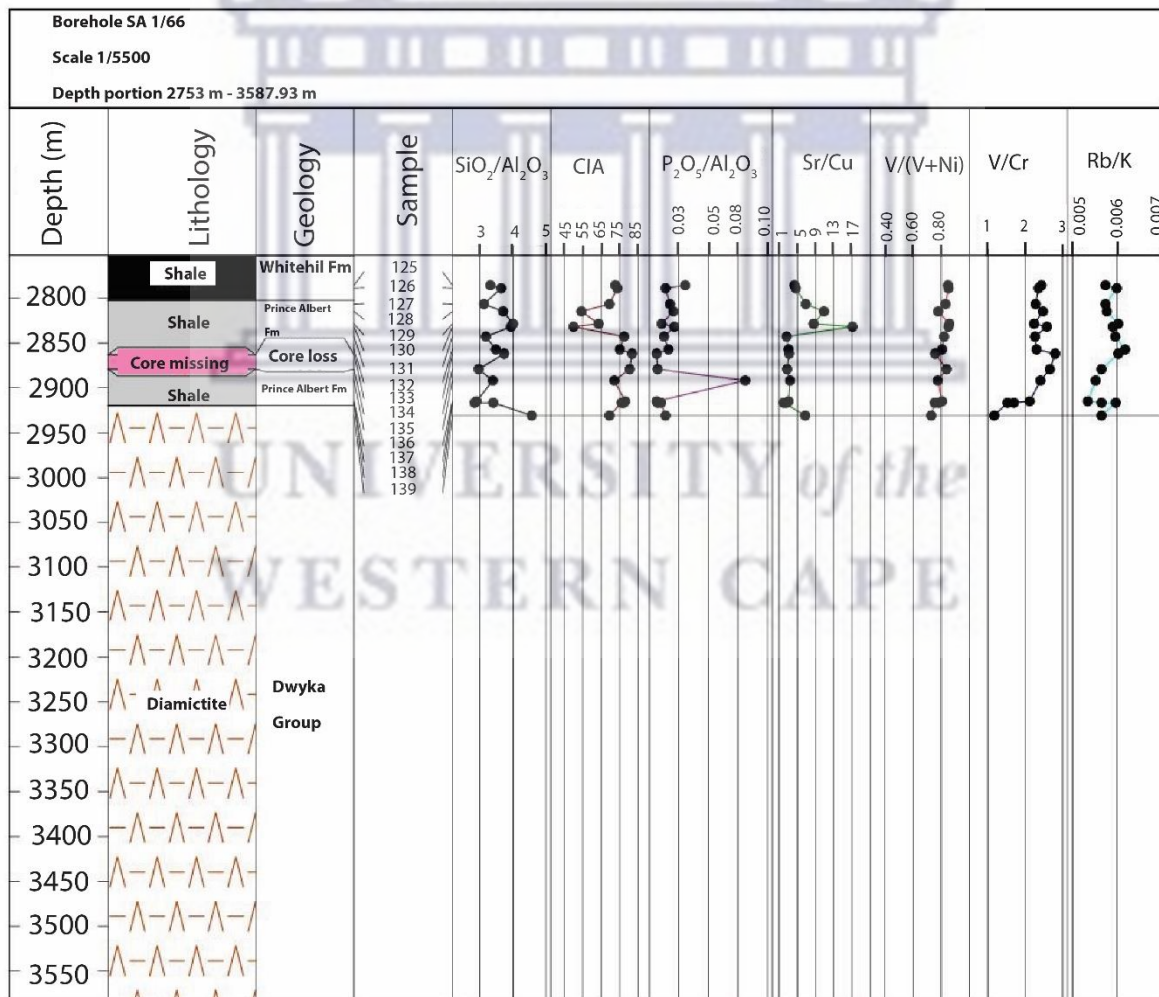 Borehole SA 1/66
Scale 1/5500
Depth portion 2753 m - 3587.93 m
Depth (m)
Lithology
Geology
Sample
SiO₂/Al₂O₃
CIA
P₂O₅/Al₂O₃
Sr/Cu
V/(V+Ni)
V/Cr
Rb/K
3 4 5
45 55 65 75 85
0.03 0.05 0.08 0.10
1 5 9 13 17
0.40 0.60 0.80
1 2 3
0.005 0.006 0.007
Shale
Whitehil Fm
125
126
2800
Prince Albert
127
Shale
128
Fm
129
2850
Core missing
Core loss
130
131
2900
Shale
Prince Albert Fm
132
133
134
2950
135
136
137
3000
138
139
UNIVERSITY of the
3050
3100
WESTERN CAPE
3150
3200
Dwyka
3250
Diamictite
Group
3300
3350
3400
3450
3500
3550